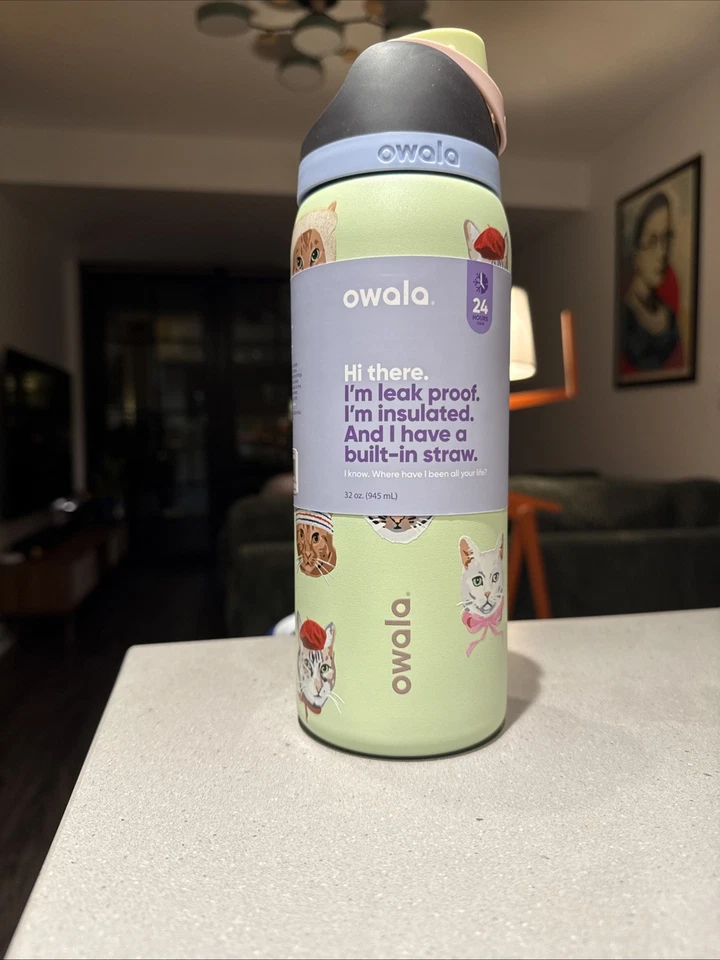 owala
owala®
24
HOURS
Hi there.
I'm leak proof.
I'm insulated.
And I have a
built-in straw.
I know. Where have I been all your life?
32 oz. (945 mL)
owala®